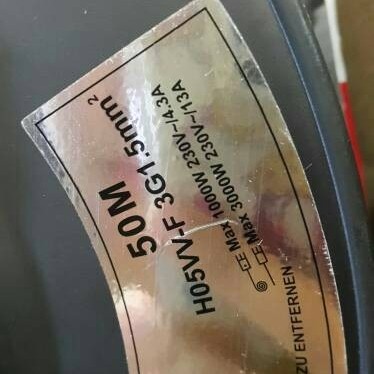 50M
H05VV-F 3G1.5mm²
Max 1000W 230V~/4.3A
Max 3000W 230V~/13A
ZU ENTFERNEN